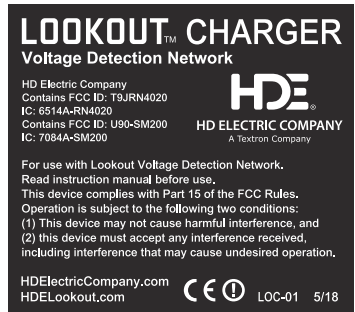 LOOKOUT™ CHARGER
Voltage Detection Network
HD Electric Company
Contains FCC ID: T9JRN4020
IC: 6514A-RN4020
Contains FCC ID: U90-SM200
IC: 7084A-SM200
HDE®
HD ELECTRIC COMPANY
A Textron Company
For use with Lookout Voltage Detection Network.
Read instruction manual before use.
This device complies with Part 15 of the FCC Rules.
Operation is subject to the following two conditions:
(1) This device may not cause harmful interference, and
(2) this device must accept any interference received,
including interference that may cause undesired operation.
HDElectricCompany.com
HDELookout.com
CE
LOC-01 5/18